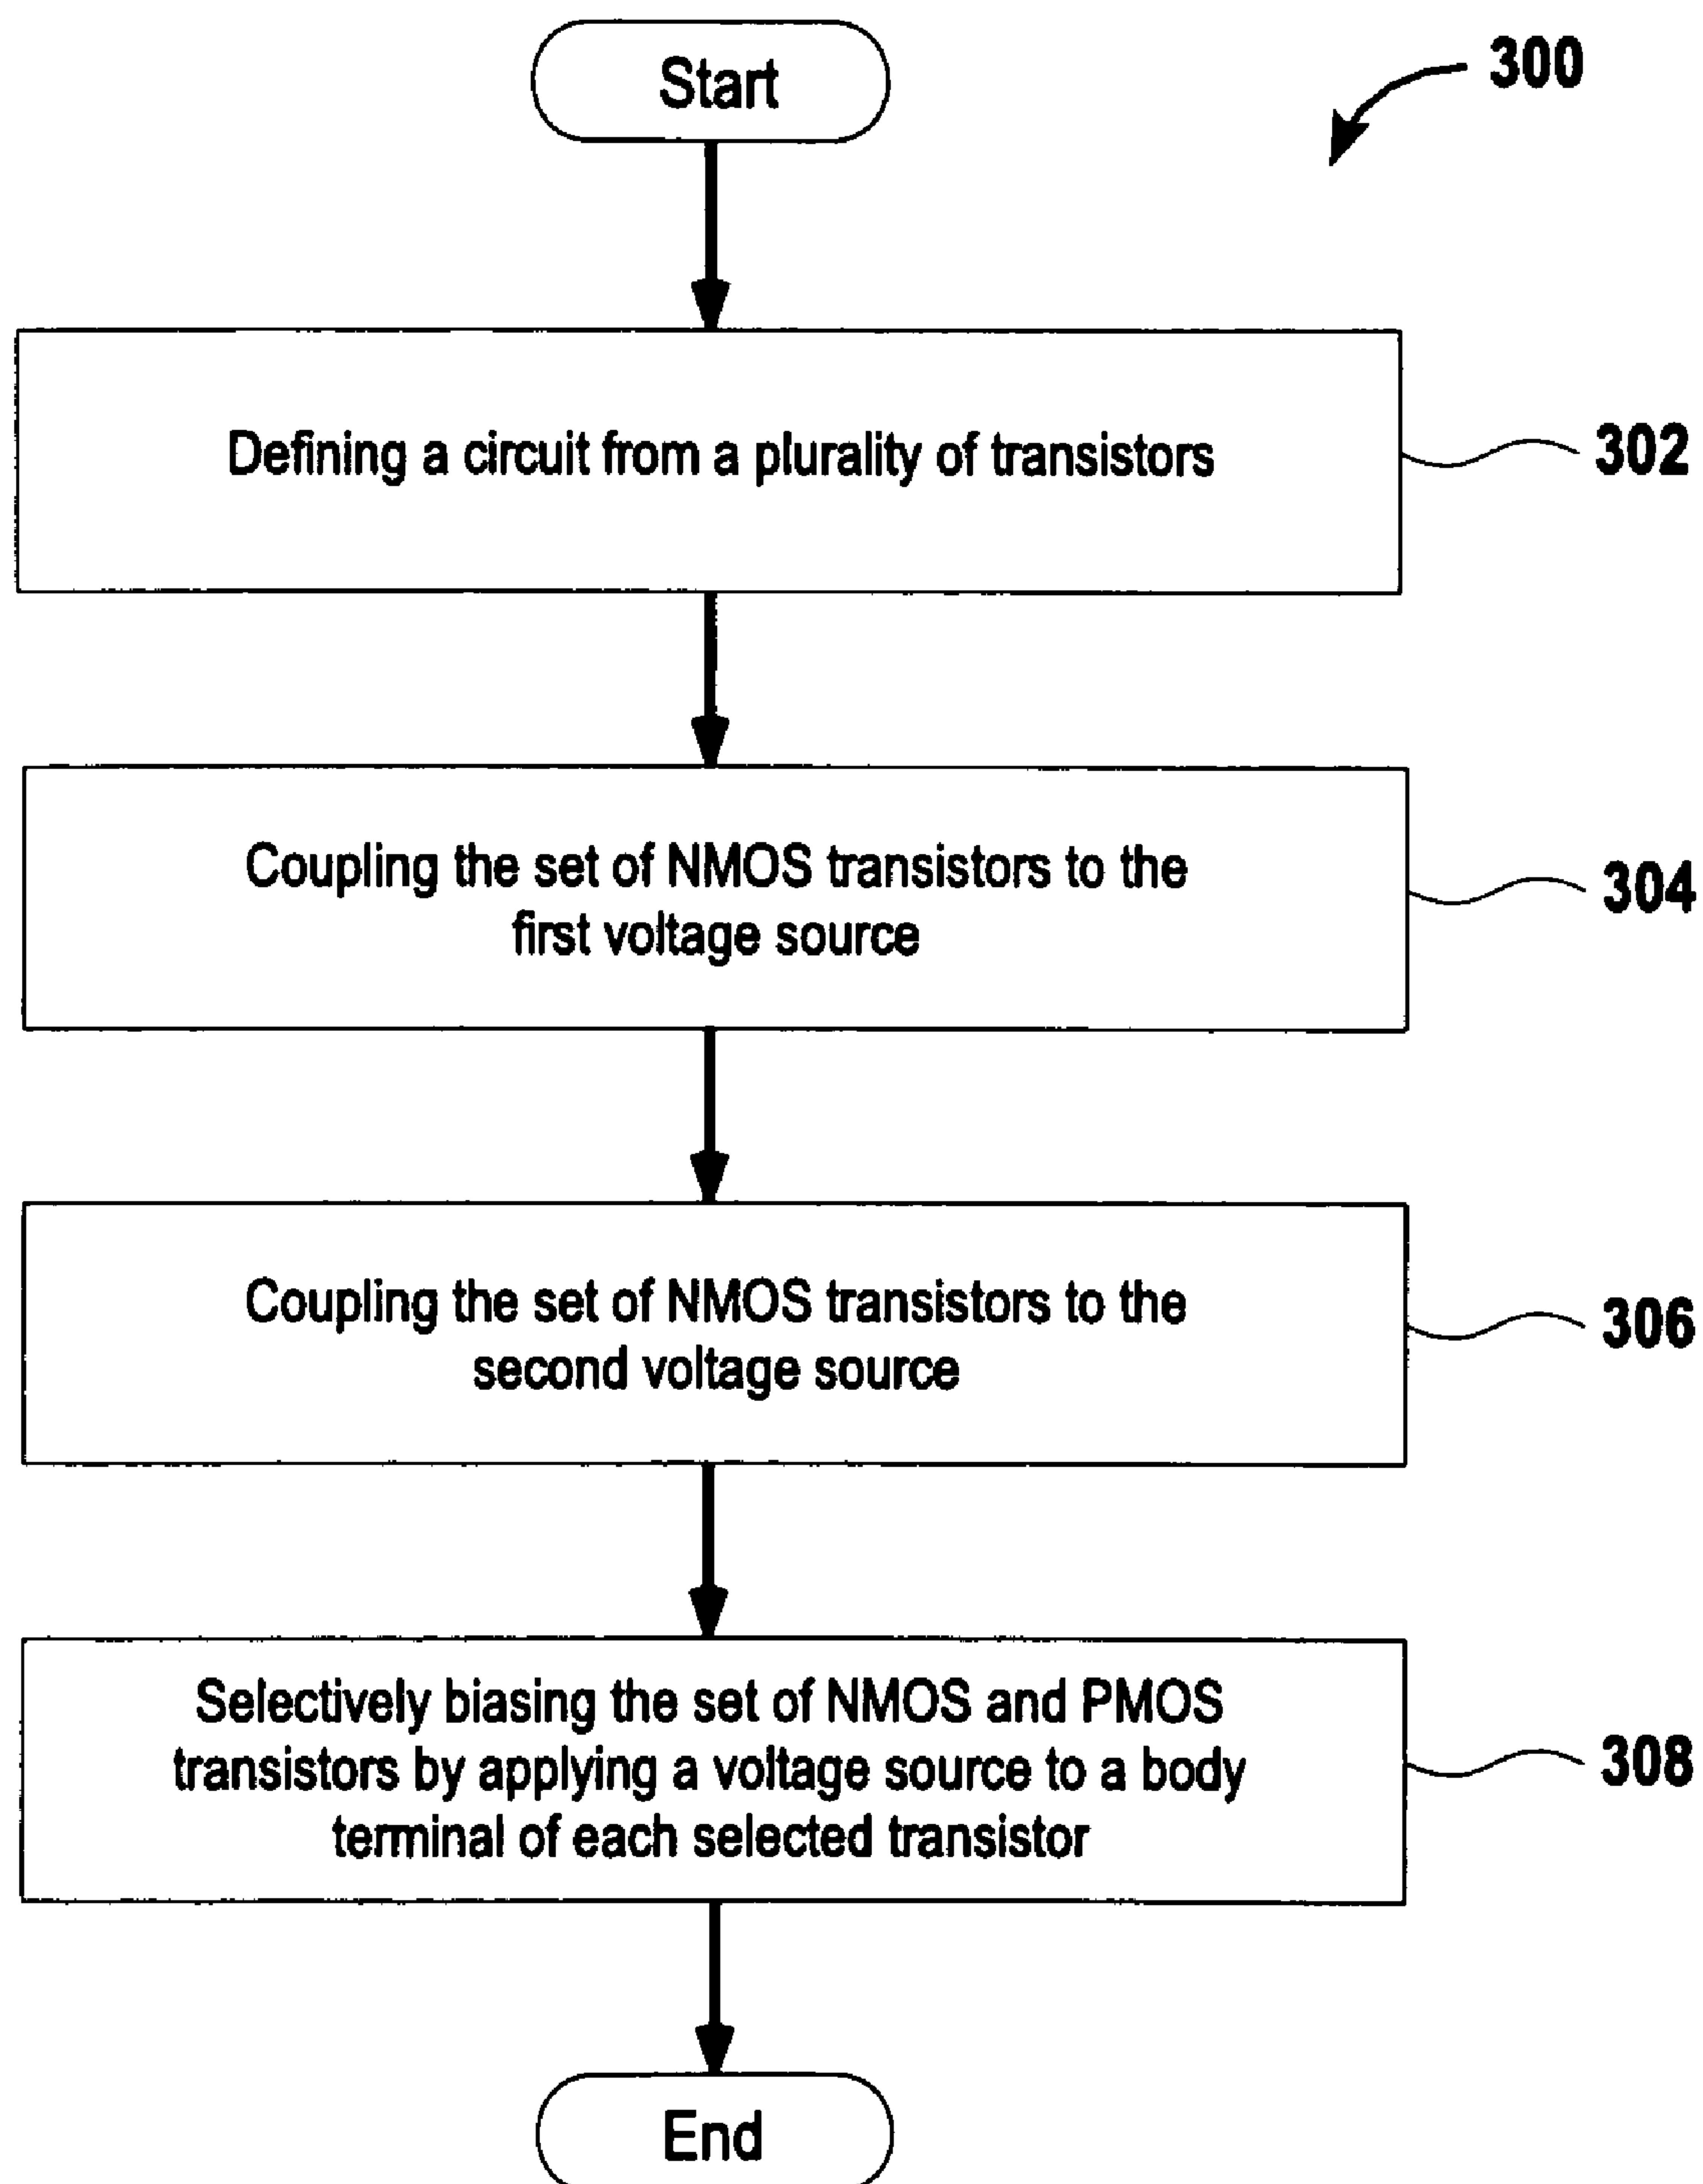 Start
300
Defining a circuit from a plurality of transistors
302
Coupling the set of NMOS transistors to the
first voltage source
304
Coupling the set of NMOS transistors to the
second voltage source
306
Selectively biasing the set of NMOS and PMOS
transistors by applying a voltage source to a body
terminal of each selected transistor
308
End